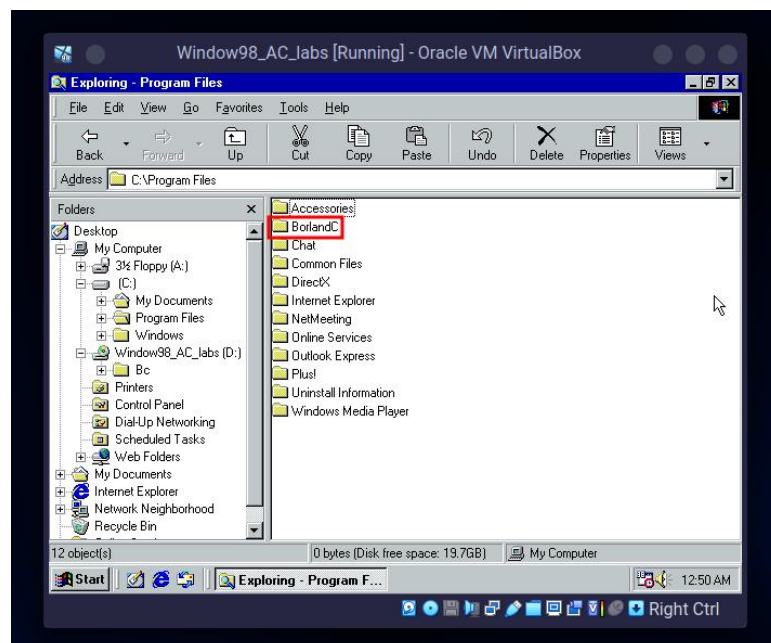 Window98_AC_labs [Running] - Oracle VM VirtualBox
Exploring - Program Files
File Edit View Go Favorites Tools Help
Back Forward Up Cut Copy Paste Undo Delete Properties Views
Address C:\Program Files
Folders
Desktop
My Computer
3½ Floppy (A:)
(C:)
My Documents
Program Files
Windows
Window98_AC_labs (D:)
Bc
Printers
Control Panel
Dial-Up Networking
Scheduled Tasks
Web Folders
My Documents
Internet Explorer
Network Neighborhood
Recycle Bin
Accessories
BorlandC
Chat
Common Files
DirectX
Internet Explorer
NetMeeting
Online Services
Outlook Express
Plus!
Uninstall Information
Windows Media Player
12 object(s) 0 bytes (Disk free space: 19.7GB) My Computer
Start Exploring - Program F... 12:50 AM
Right Ctrl